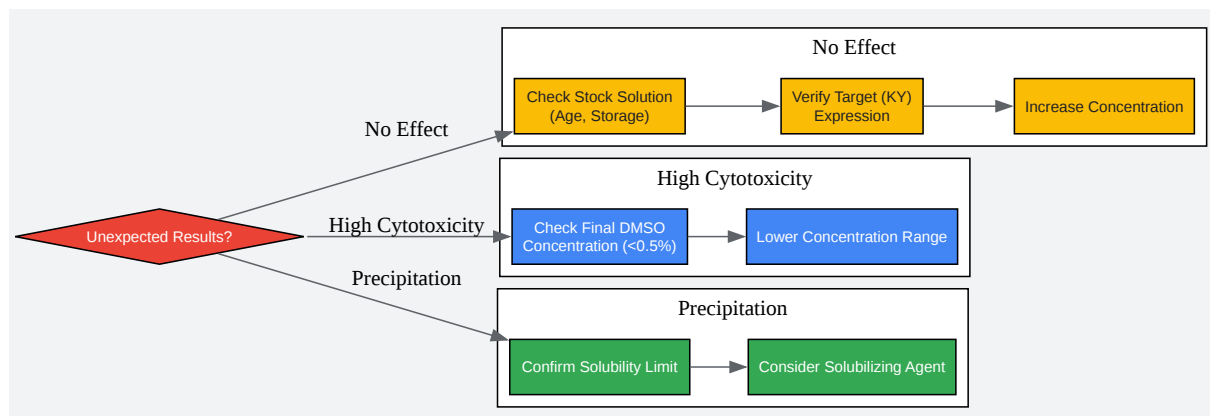 Unexpected Results?
No Effect
High Cytotoxicity
Precipitation
No Effect
Check Stock Solution
(Age, Storage)
Verify Target (KY)
Expression
Increase Concentration
High Cytotoxicity
Check Final DMSO
Concentration (<0.5%)
Lower Concentration Range
Precipitation
Confirm Solubility Limit
Consider Solubilizing Agent